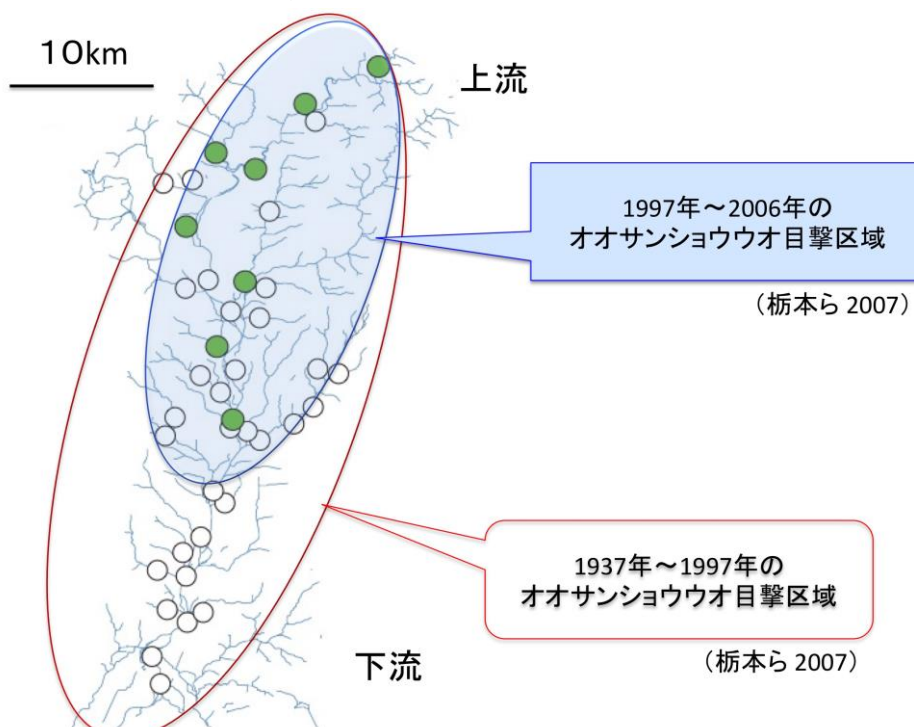 10km
上流
1997年～2006年の
オオサンショウウオ目撃区域
（栃本ら 2007）
1937年～1997年の
オオサンショウウオ目撃区域
（栃本ら 2007）
下流